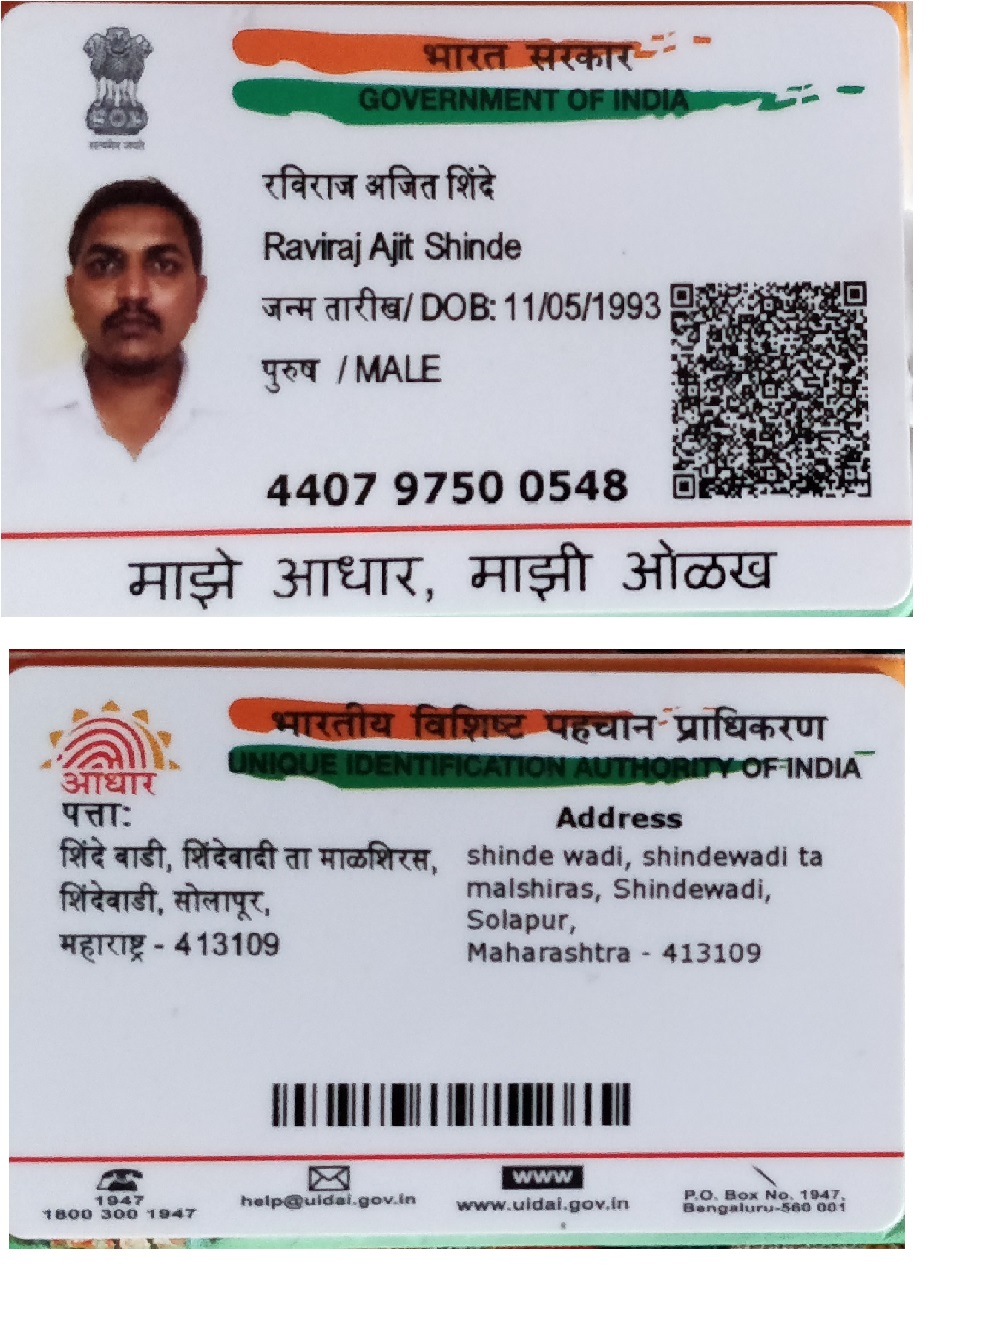 सत्यमेव जयते
भारत सरकार
GOVERNMENT OF INDIA
रविराज अजित शिंदे
Raviraj Ajit Shinde
जन्म तारीख/ DOB: 11/05/1993
पुरुष / MALE
4407 9750 0548
माझे आधार, माझी ओळख
भारतीय विशिष्ट पहचान प्राधिकरण
UNIQUE IDENTIFICATION AUTHORITY OF INDIA
आधार
पत्ता:
शिंदे वाडी, शिंदेवादी ता माळशिरस,
शिंदेवाडी, सोलापूर,
महाराष्ट्र - 413109
Address
shinde wadi, shindewadi ta
malshiras, Shindewadi,
Solapur,
Maharashtra - 413109
1947
1800 300 1947
help@uidai.gov.in
www
www.uidai.gov.in
P.O. Box No. 1947,
Bengaluru-560 001